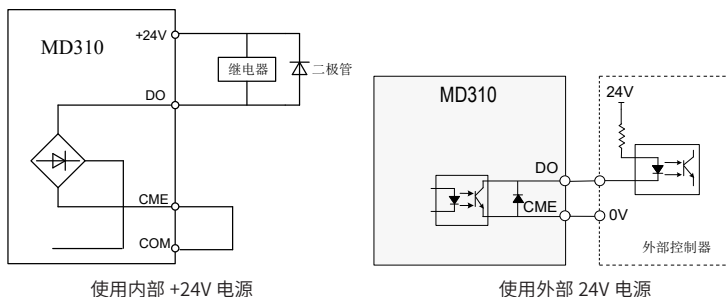 MD310
+24V
继电器
二极管
DO
CME
COM
使用内部 +24V 电源
MD310
24V
DO
CME
0V
外部控制器
使用外部 24V 电源